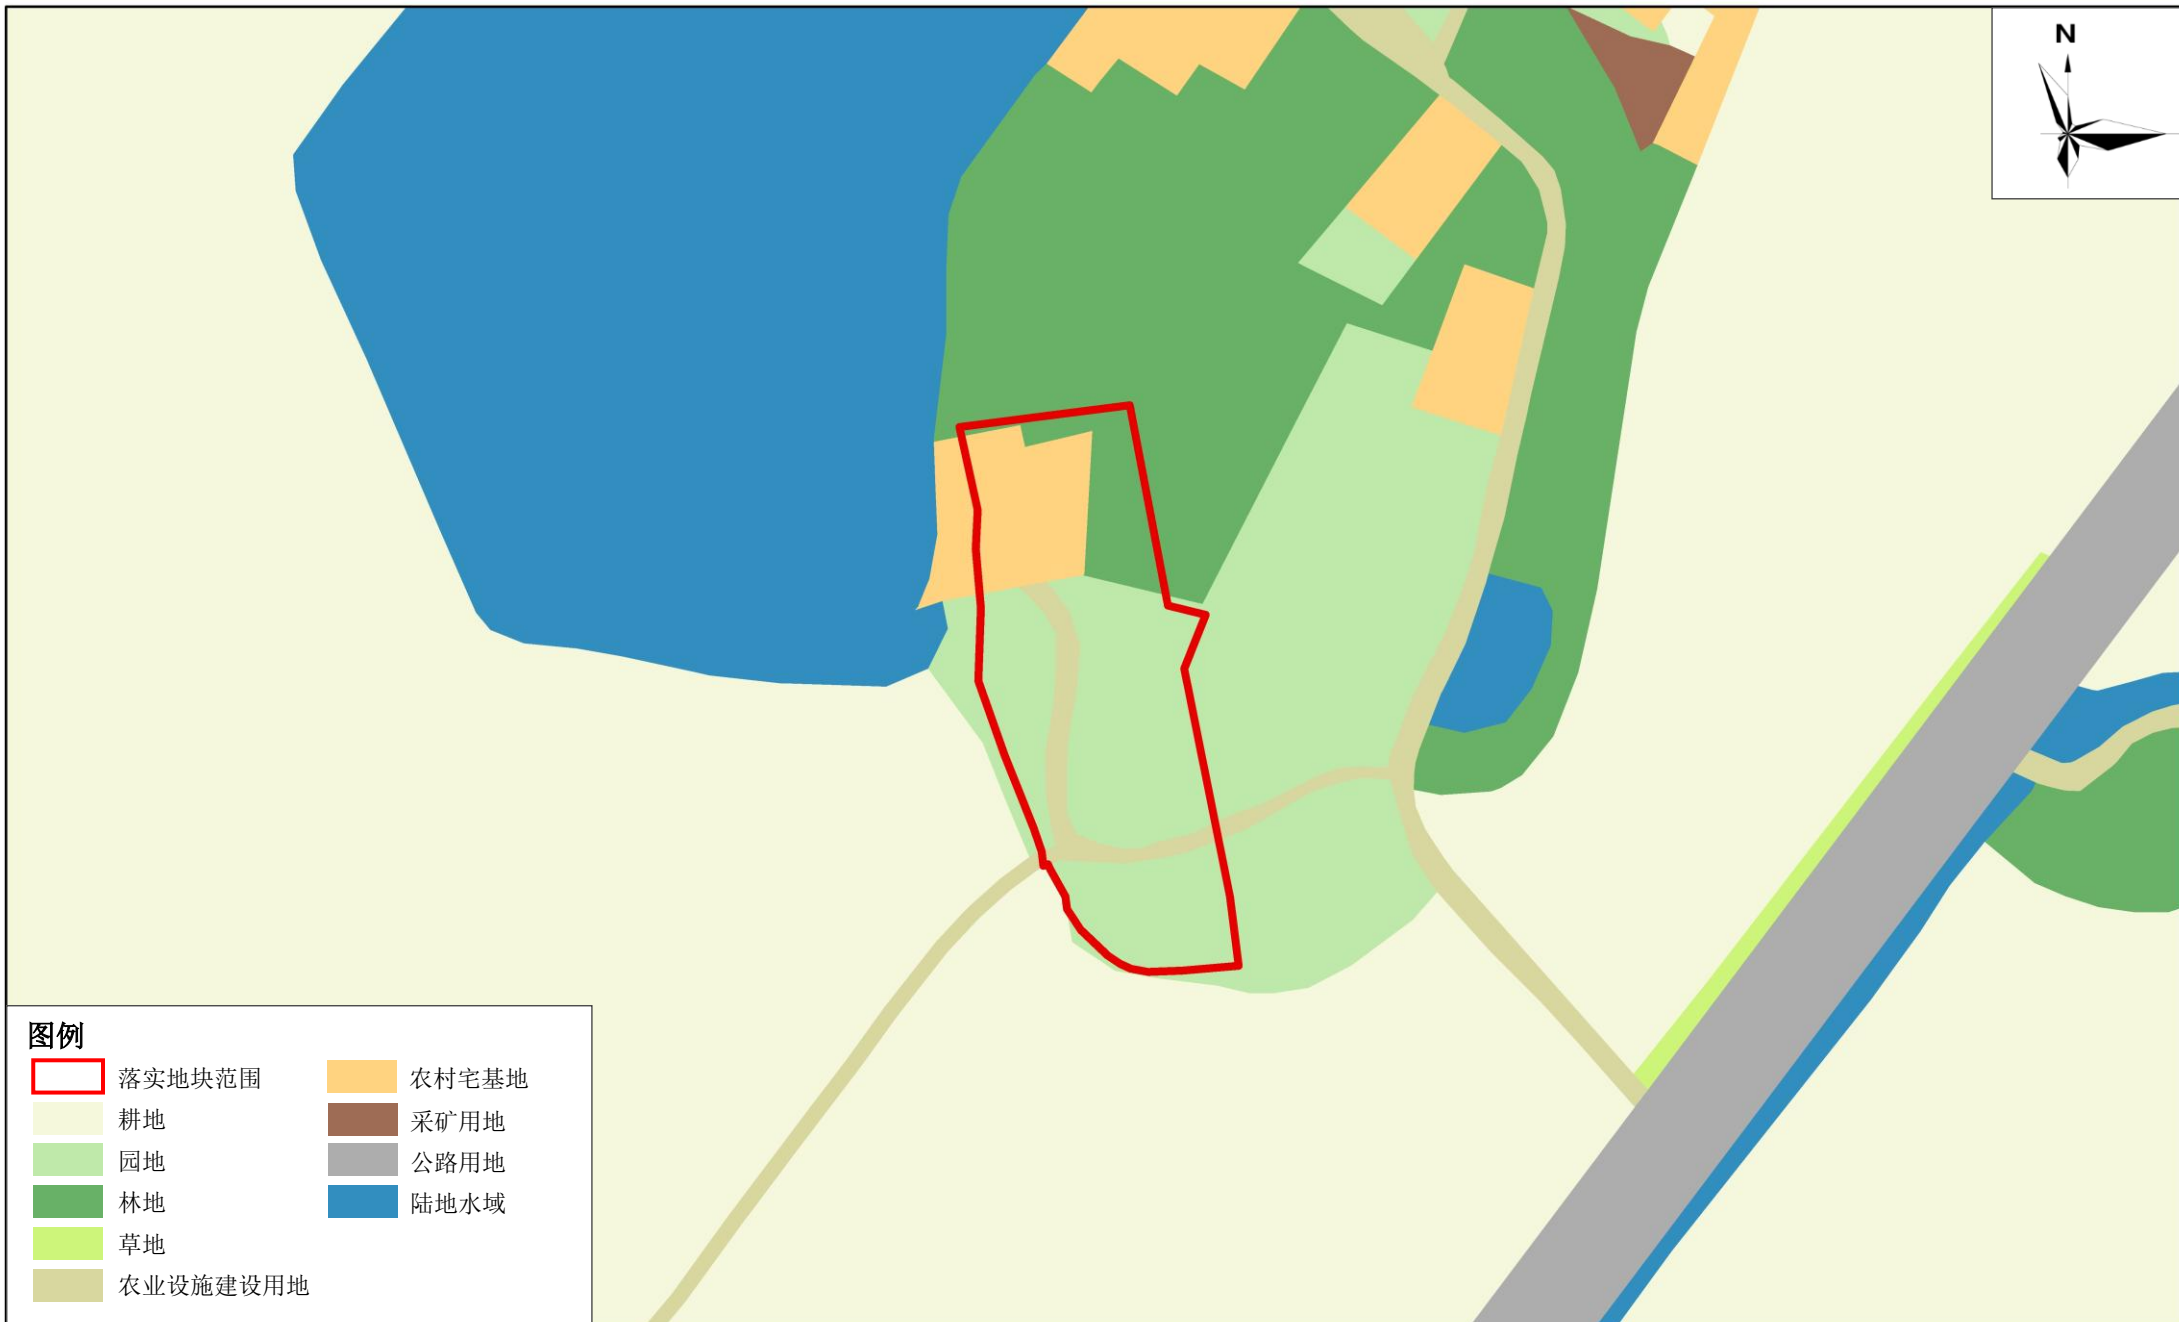 N
图例
落实地块范围
农村宅基地
耕地
采矿用地
园地
公路用地
林地
陆地水域
草地
农业设施建设用地